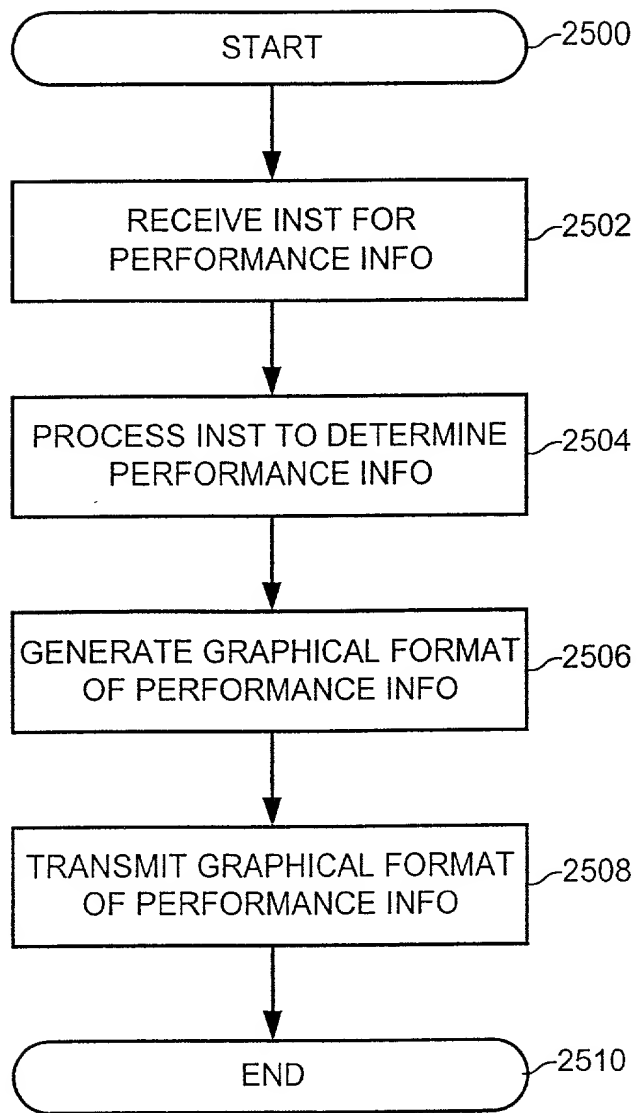 START
2500
RECEIVE INST FOR
PERFORMANCE INFO
2502
PROCESS INST TO DETERMINE
PERFORMANCE INFO
2504
GENERATE GRAPHICAL FORMAT
OF PERFORMANCE INFO
2506
TRANSMIT GRAPHICAL FORMAT
OF PERFORMANCE INFO
2508
END
2510